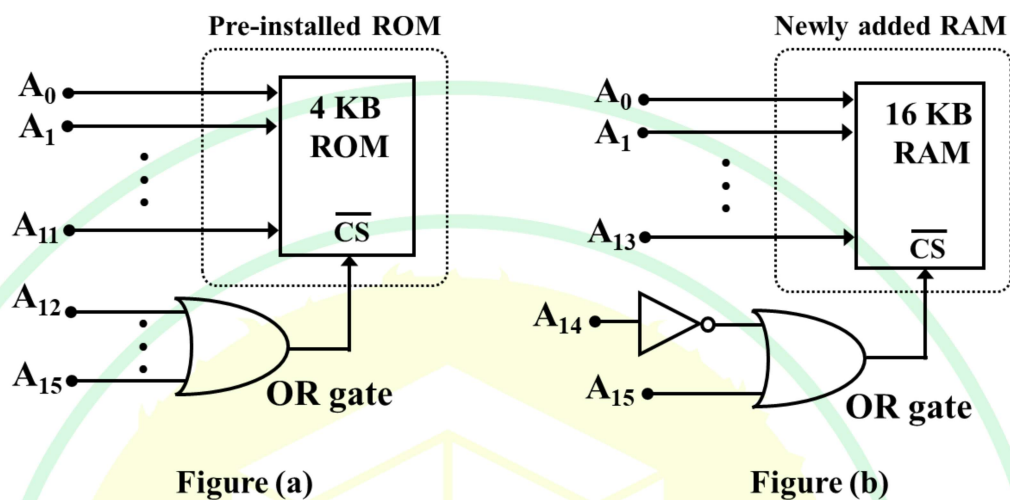 Pre-installed ROM
A0
A1
A11
4 KB
ROM
CS
A12
A15
OR gate
Figure (a)
Newly added RAM
A0
A1
A13
16 KB
RAM
CS
A14
A15
OR gate
Figure (b)